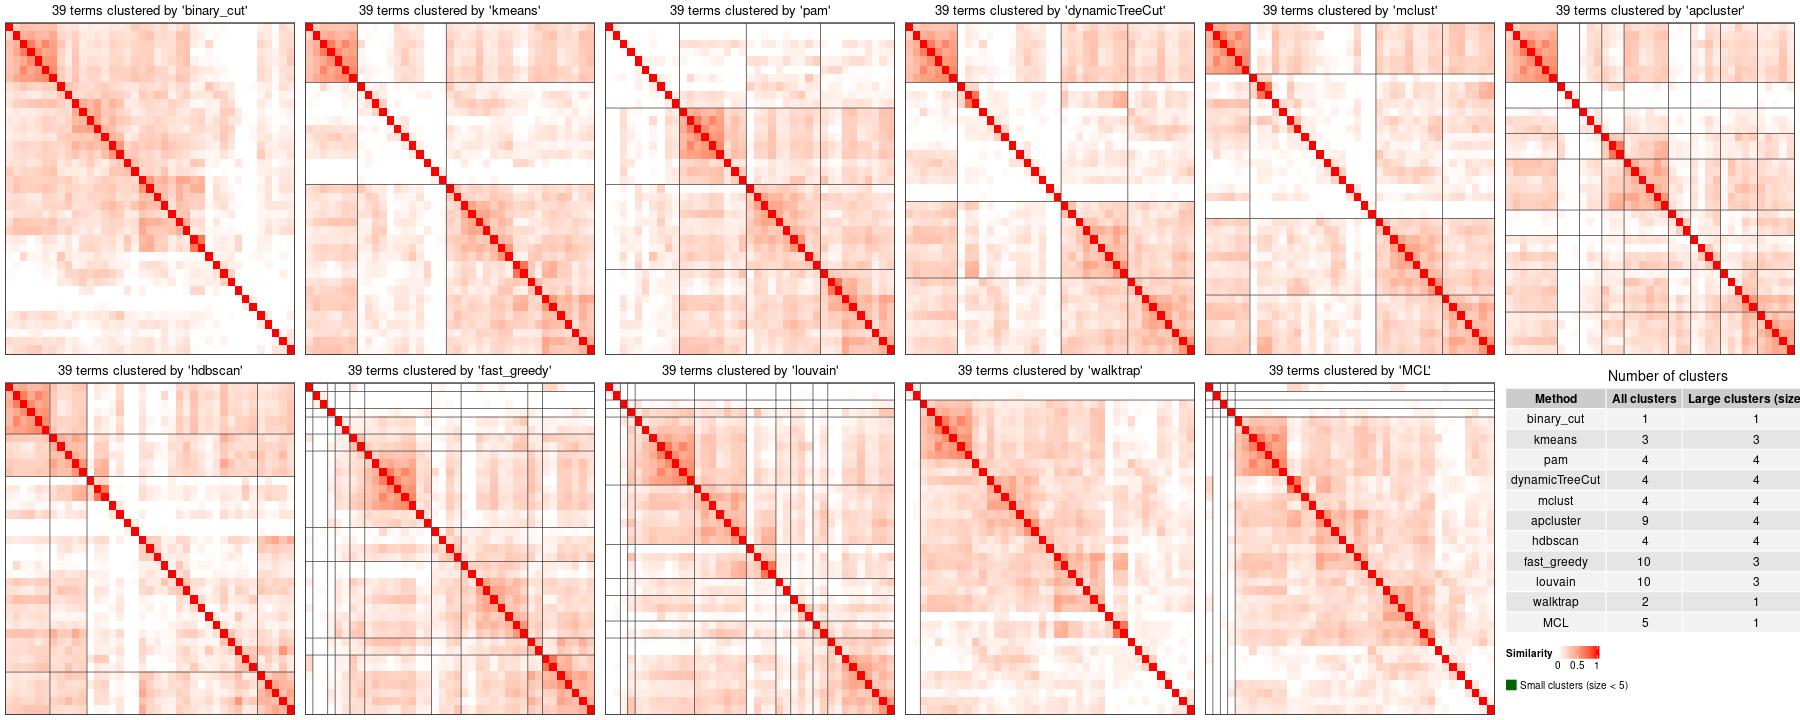 39 terms clustered by 'binary_cut'
39 terms clustered by 'kmeans'
39 terms clustered by 'pam'
39 terms clustered by 'dynamicTreeCut'
39 terms clustered by 'mclust'
39 terms clustered by 'apcluster'
39 terms clustered by 'hdbscan'
39 terms clustered by 'fast_greedy'
39 terms clustered by 'louvain'
39 terms clustered by 'walktrap'
39 terms clustered by 'MCL'
Number of clusters
Method All clusters Large clusters (size
binary_cut 1 1
kmeans 3 3
pam 4 4
dynamicTreeCut 4 4
mclust 4 4
apcluster 9 4
hdbscan 4 4
fast_greedy 10 3
louvain 10 3
walktrap 2 1
MCL 5 1
Similarity
0 0.5 1
Small clusters (size < 5)